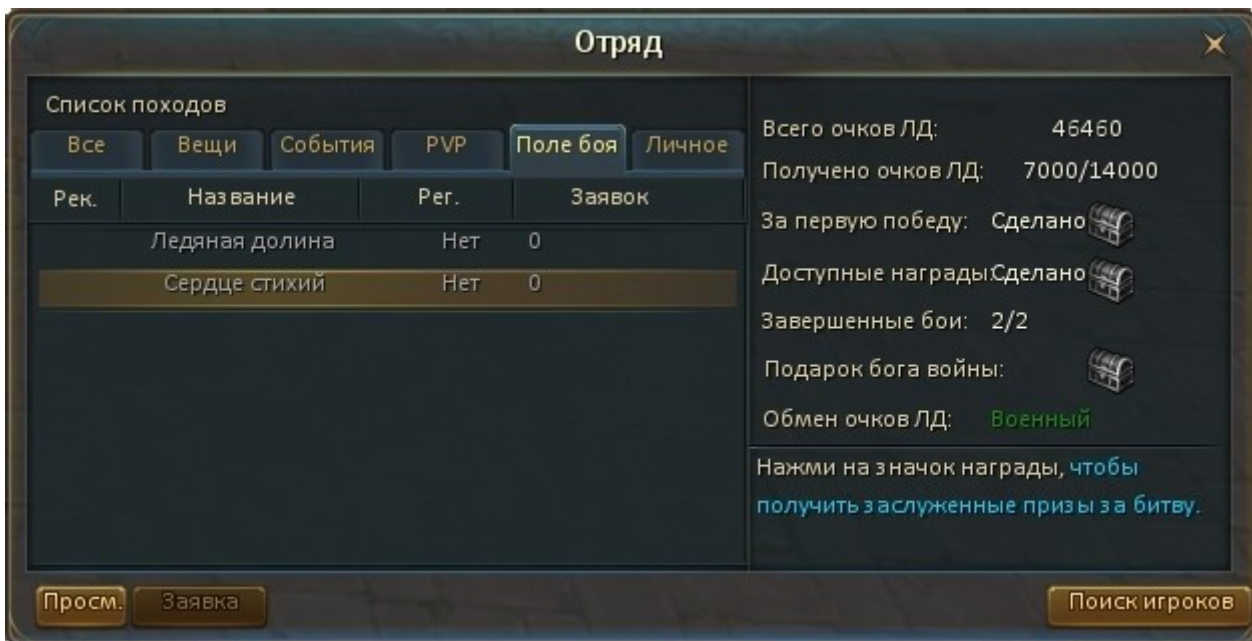 Отряд
Список походов
Все Вещи События PVP Поле боя Личное
Рек. Название Рег. Заявок
Ледяная долина Нет 0
Сердце стихий Нет 0
Всего очков ЛД: 46460
Получено очков ЛД: 7000/14000
За первую победу: Сделано
Доступные награды:Сделано
Завершенные бои: 2/2
Подарок бога войны:
Обмен очков ЛД: Военный
Нажми на значок награды, чтобы
получить заслуженные призы за битву.
Просм. Заявка Поиск игроков